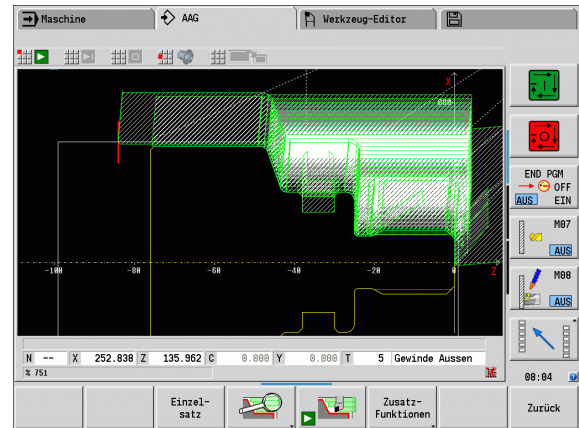 Maschine
AAG
Werkzeug-Editor
X
-100
-80
-60
-40
-20
0
Z
END PGM
OFF
AUS EIN
M07
AUS
M08
AUS
N -- X 252.838 Z 135.962 C 0.000 Y 0.000 T 5 Gewinde Aussen
% 751
08:04
Einzel-
satz
Zusatz-
Funktionen
Zurück